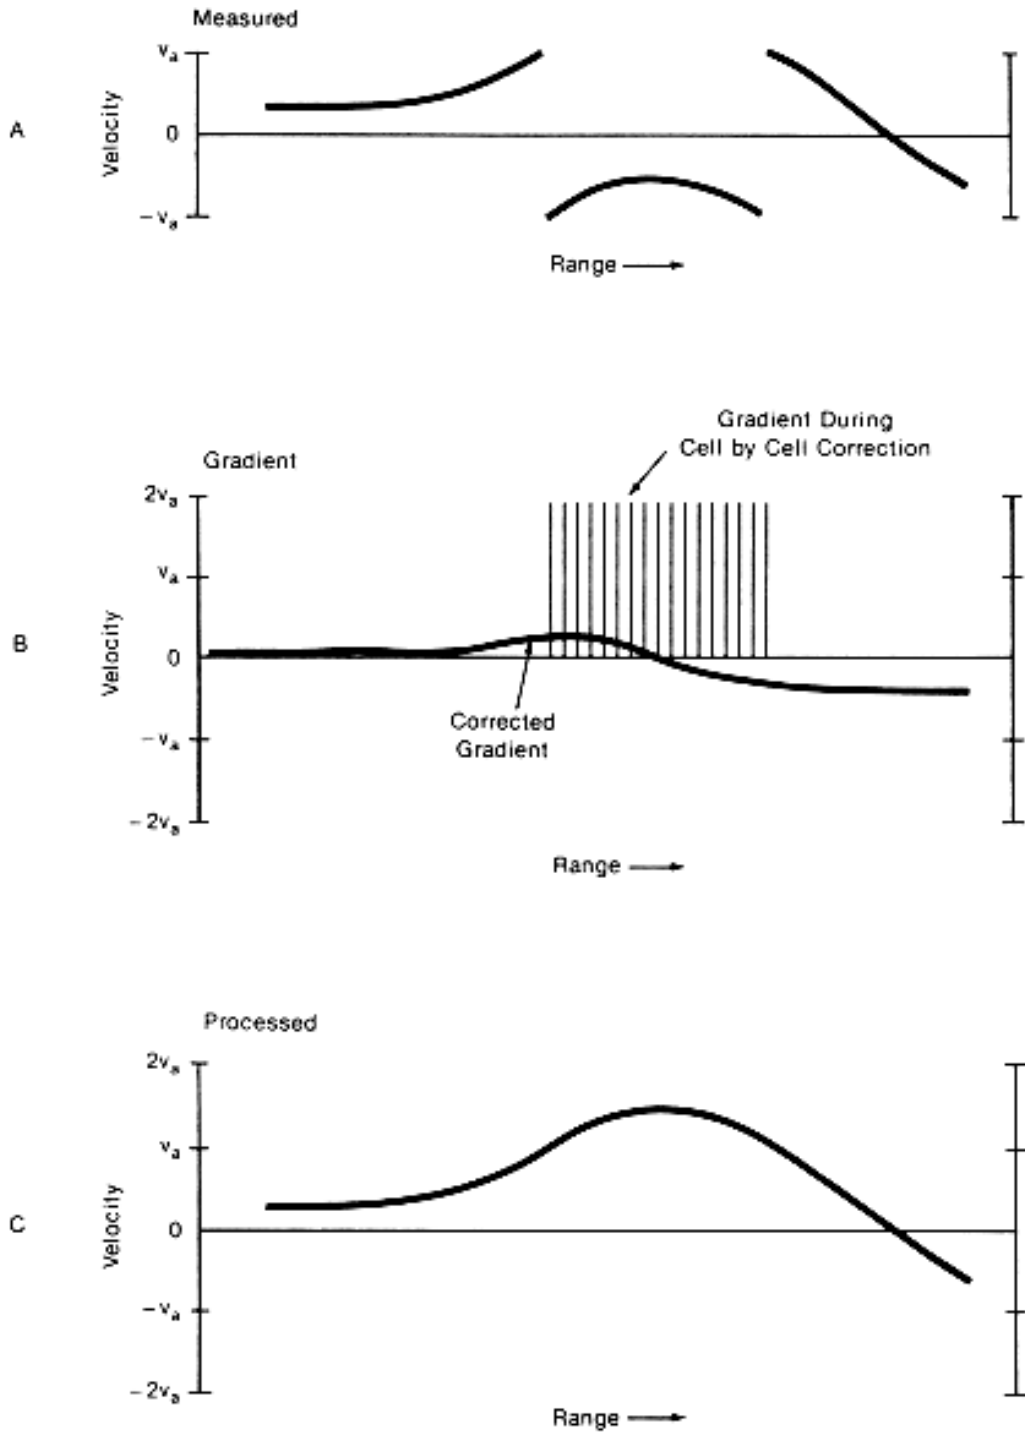 Measured
A
Velocity
vₐ
0
−vₐ
Range
Gradient During
Cell by Cell Correction
Gradient
B
Velocity
2vₐ
vₐ
0
−vₐ
−2vₐ
Corrected
Gradient
Range
Processed
C
Velocity
2vₐ
vₐ
0
−vₐ
−2vₐ
Range